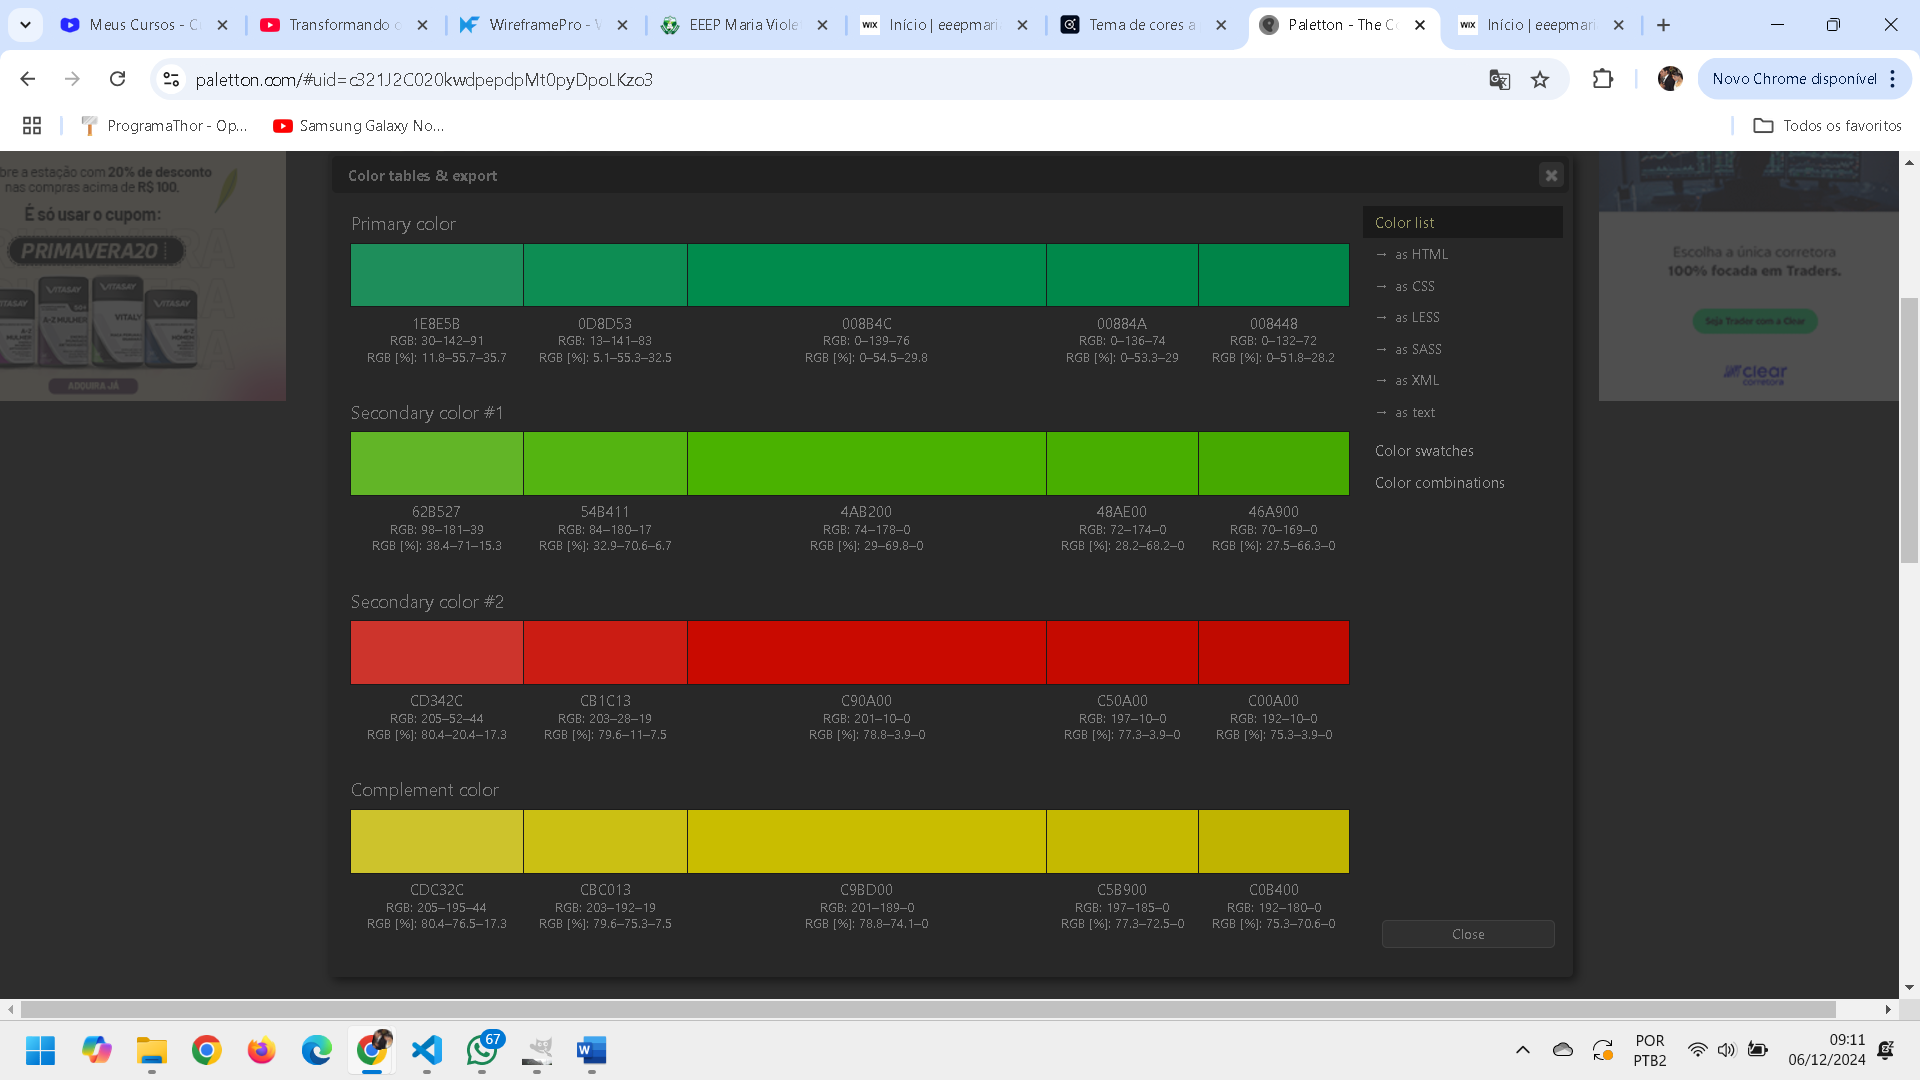 Meus Cursos - C
Transformando c
WireframePro - W
EEEP Maria Viole
WIX Início | eeepmari
Tema de cores a
Paletton - The Co
WIX Início | eeepmari
paletton.com/#uid=c321J2C020kwdpepdpMt0pyDpoLKzo3
Novo Chrome disponível
ProgramaThor - Op...
Samsung Galaxy No...
Todos os favoritos
bre a estação com 20% de desconto
nas compras acima de R$ 100.
É só usar o cupom:
PRIMAVERA20
VITASAY
VITASAY
VITASAY
VITASAY
A-Z MULHER
VITALY
ADQUIRA JÁ
Color tables & export
Primary color
1E8E5B
RGB: 30–142–91
RGB [%]: 11.8–55.7–35.7
0D8D53
RGB: 13–141–83
RGB [%]: 5.1–55.3–32.5
008B4C
RGB: 0–139–76
RGB [%]: 0–54.5–29.8
00884A
RGB: 0–136–74
RGB [%]: 0–53.3–29
008448
RGB: 0–132–72
RGB [%]: 0–51.8–28.2
Secondary color #1
62B527
RGB: 98–181–39
RGB [%]: 38.4–71–15.3
54B411
RGB: 84–180–17
RGB [%]: 32.9–70.6–6.7
4AB200
RGB: 74–178–0
RGB [%]: 29–69.8–0
48AE00
RGB: 72–174–0
RGB [%]: 28.2–68.2–0
46A900
RGB: 70–169–0
RGB [%]: 27.5–66.3–0
Secondary color #2
CD342C
RGB: 205–52–44
RGB [%]: 80.4–20.4–17.3
CB1C13
RGB: 203–28–19
RGB [%]: 79.6–11–7.5
C90A00
RGB: 201–10–0
RGB [%]: 78.8–3.9–0
C50A00
RGB: 197–10–0
RGB [%]: 77.3–3.9–0
C00A00
RGB: 192–10–0
RGB [%]: 75.3–3.9–0
Complement color
CDC32C
RGB: 205–195–44
RGB [%]: 80.4–76.5–17.3
CBC013
RGB: 203–192–19
RGB [%]: 79.6–75.3–7.5
C9BD00
RGB: 201–189–0
RGB [%]: 78.8–74.1–0
C5B900
RGB: 197–185–0
RGB [%]: 77.3–72.5–0
C0B400
RGB: 192–180–0
RGB [%]: 75.3–70.6–0
Color list
→ as HTML
→ as CSS
→ as LESS
→ as SASS
→ as XML
→ as text
Color swatches
Color combinations
Close
Escolha a única corretora
100% focada em Traders.
Seja Trader com a Clear
clear
corretora
67
POR
PTB2
09:11
06/12/2024